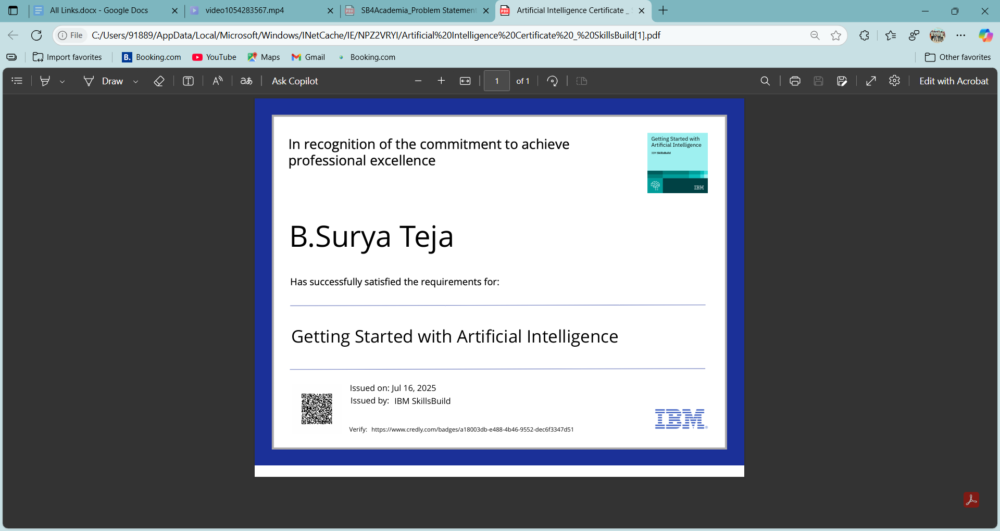 All Links.docx - Google Docs
video1054283567.mp4
SB4Academia_Problem Statement
Artificial Intelligence Certificate _
File
C:/Users/91889/AppData/Local/Microsoft/Windows/INetCache/IE/NPZ2VRYI/Artificial%20Intelligence%20Certificate%20_%20SkillsBuild[1].pdf
Import favorites
B. Booking.com
YouTube
Maps
Gmail
Booking.com
Other favorites
Draw
aあ
Ask Copilot
1 of 1
Edit with Acrobat
In recognition of the commitment to achieve
professional excellence
Getting Started with
Artificial Intelligence
IBM SkillsBuild
IBM
B.Surya Teja
Has successfully satisfied the requirements for:
Getting Started with Artificial Intelligence
Issued on: Jul 16, 2025
Issued by: IBM SkillsBuild
IBM®
Verify: https://www.credly.com/badges/a18003db-e488-4b46-9552-dec6f3347d51